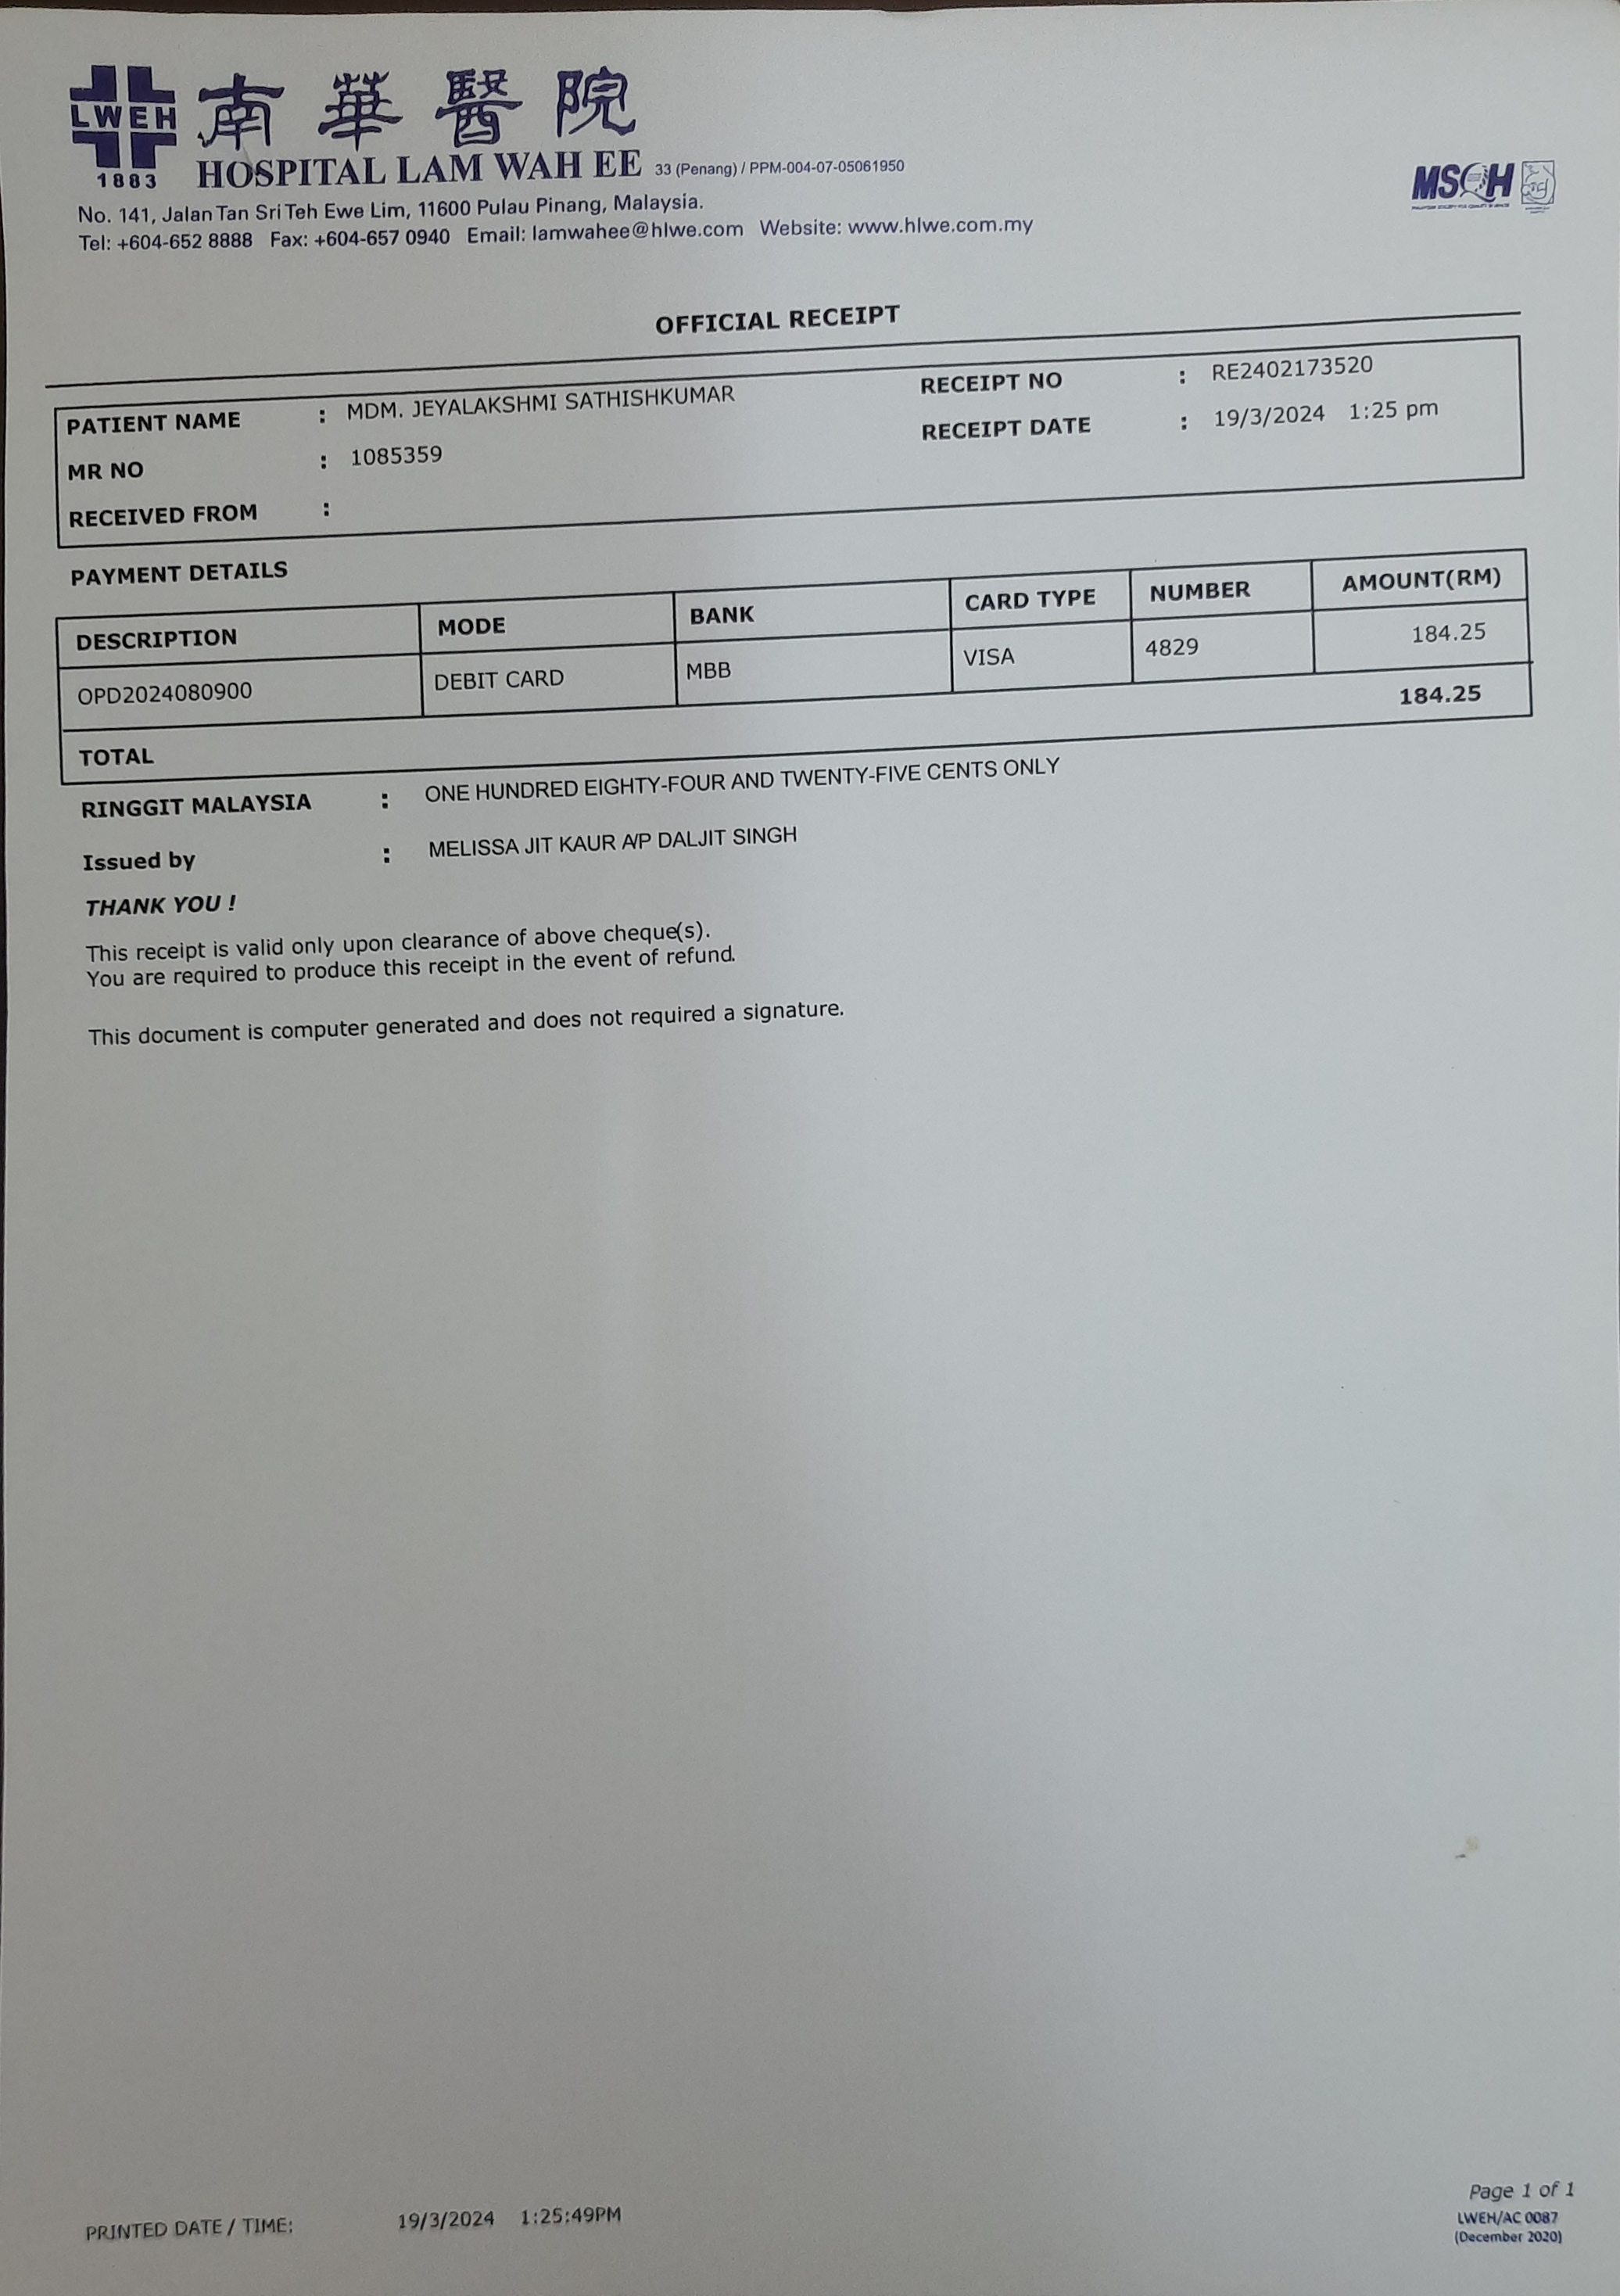 LWEH
1883
南華醫院
HOSPITAL LAM WAH EE 33 (Penang) / PPM-004-07-05061950
No. 141, Jalan Tan Sri Teh Ewe Lim, 11600 Pulau Pinang, Malaysia.
Tel: +604-652 8888 Fax: +604-657 0940 Email: lamwahee@hlwe.com Website: www.hlwe.com.my
MSQH
OFFICIAL RECEIPT
PATIENT NAME : MDM. JEYALAKSHMI SATHISHKUMAR RECEIPT NO : RE2402173520
MR NO : 1085359 RECEIPT DATE : 19/3/2024 1:25 pm
RECEIVED FROM :
PAYMENT DETAILS
DESCRIPTION MODE BANK CARD TYPE NUMBER AMOUNT(RM)
OPD2024080900 DEBIT CARD MBB VISA 4829 184.25
TOTAL 184.25
RINGGIT MALAYSIA : ONE HUNDRED EIGHTY-FOUR AND TWENTY-FIVE CENTS ONLY
Issued by : MELISSA JIT KAUR A/P DALJIT SINGH
THANK YOU !
This receipt is valid only upon clearance of above cheque(s).
You are required to produce this receipt in the event of refund.
This document is computer generated and does not required a signature.
PRINTED DATE / TIME: 19/3/2024 1:25:49PM
Page 1 of 1
LWEH/AC 0087
(December 2020)